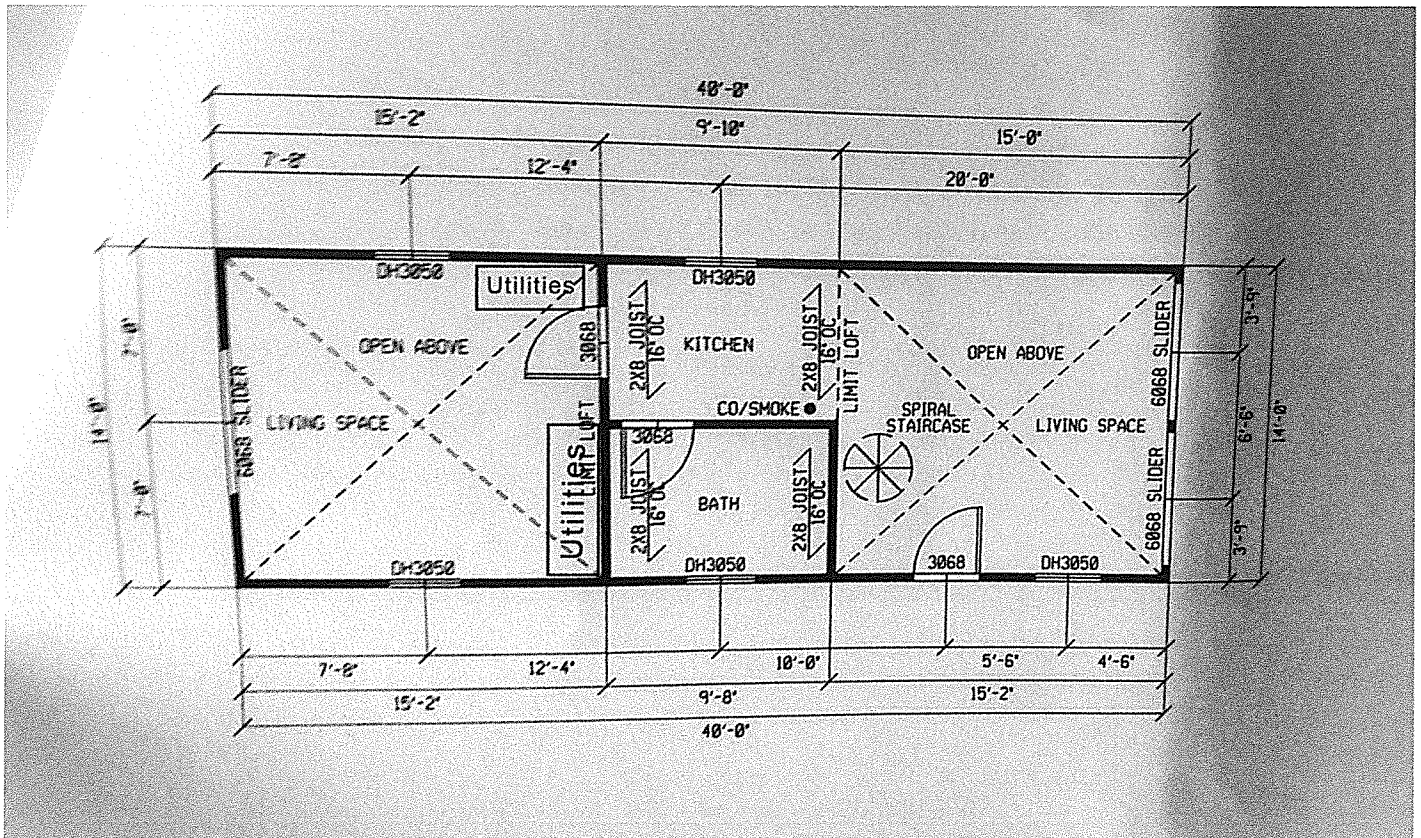 40'-0"
15'-2"
9'-10"
15'-0"
7'-8"
12'-4"
20'-0"
DH3050
Utilities
DH3050
OPEN ABOVE
3068
2X8 JOIST
16" OC
KITCHEN
2X8 JOIST
16" OC
LIMIT LOFT
OPEN ABOVE
6068 SLIDER
3'-9"
7'-0"
14'-0"
6068 SLIDER
LIVING SPACE
LIMIT LOFT
CO/SMOKE
SPIRAL
STAIRCASE
LIVING SPACE
6'-6"
14'-0"
3068
Utilities
2X8 JOIST
16" OC
BATH
2X8 JOIST
16" OC
6068 SLIDER
7'-0"
3'-9"
DH3050
DH3050
3068
DH3050
7'-8"
12'-4"
10'-0"
5'-6"
4'-6"
15'-2"
9'-8"
15'-2"
40'-0"